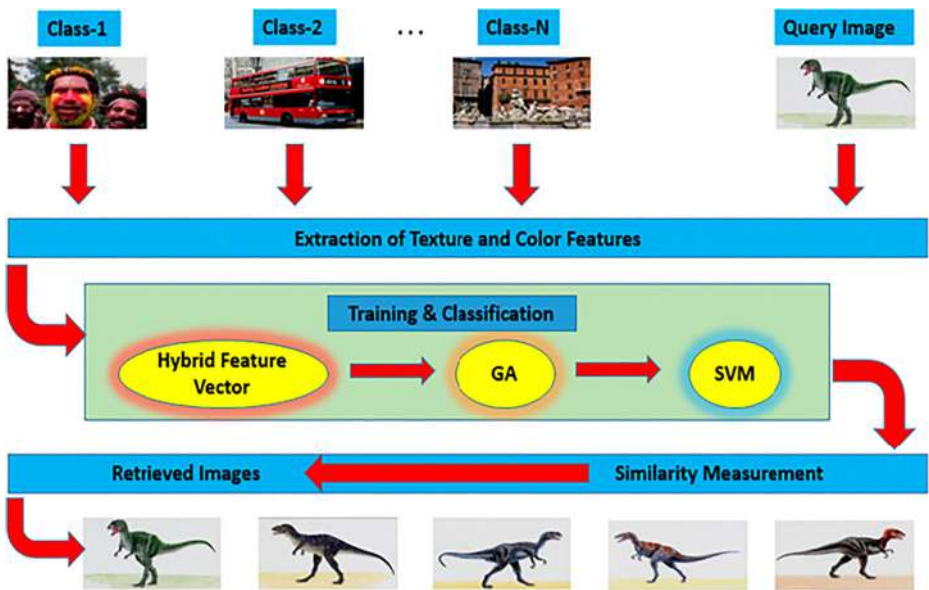 Class-1
Class-2
...
Class-N
Query Image
Extraction of Texture and Color Features
Training & Classification
Hybrid Feature
Vector
GA
SVM
Retrieved Images
Similarity Measurement